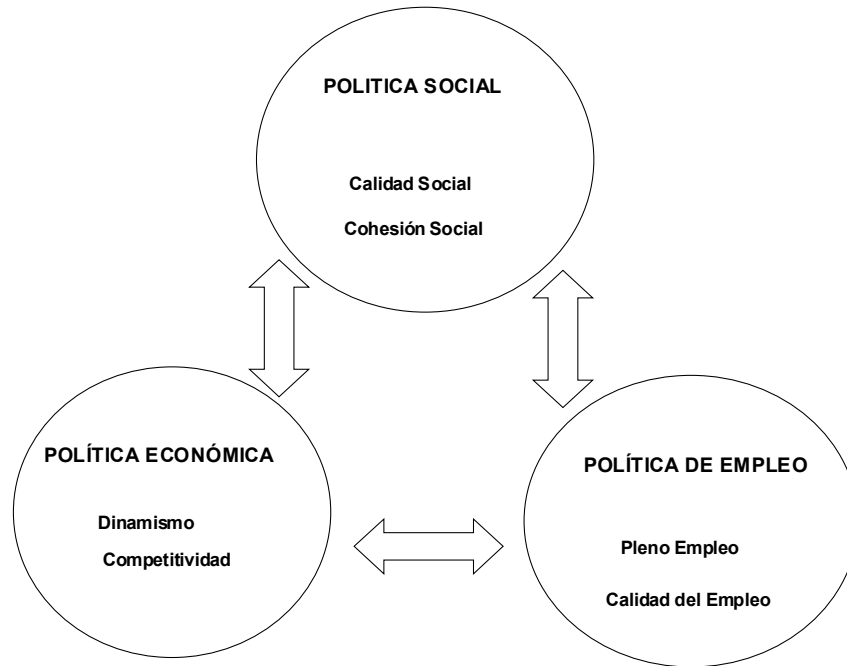 POLITICA SOCIAL
Calidad Social
Cohesión Social
POLÍTICA ECONÓMICA
Dinamismo
Competitividad
POLÍTICA DE EMPLEO
Pleno Empleo
Calidad del Empleo